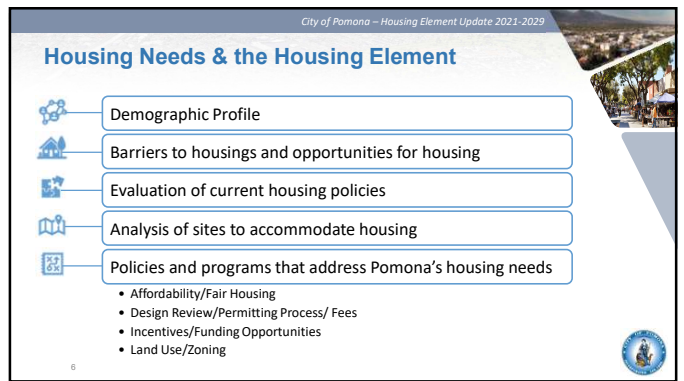 City of Pomona – Housing Element Update 2021-2029
Housing Needs & the Housing Element
Demographic Profile
Barriers to housings and opportunities for housing
Evaluation of current housing policies
Analysis of sites to accommodate housing
Policies and programs that address Pomona's housing needs
• Affordability/Fair Housing
• Design Review/Permitting Process/ Fees
• Incentives/Funding Opportunities
• Land Use/Zoning
6